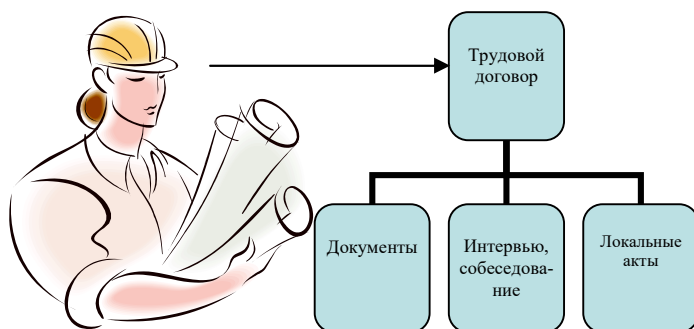 Трудовой
договор
Документы
Интервью,
собеседова-
ние
Локальные
акты